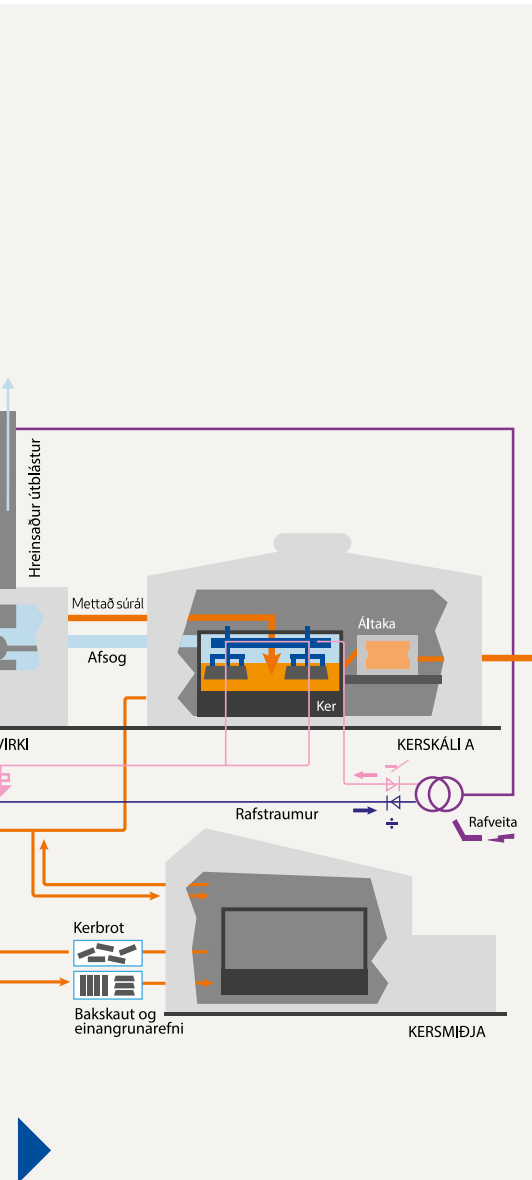 Hreinsaður útblástur
Mettað súrál
Afsog
Áltaka
Ker
VIRKI
KERSKÁLI A
Rafstraumur
Rafveita
Kerbrot
Bakskaut og
einangrunarefni
KERSMIÐJA